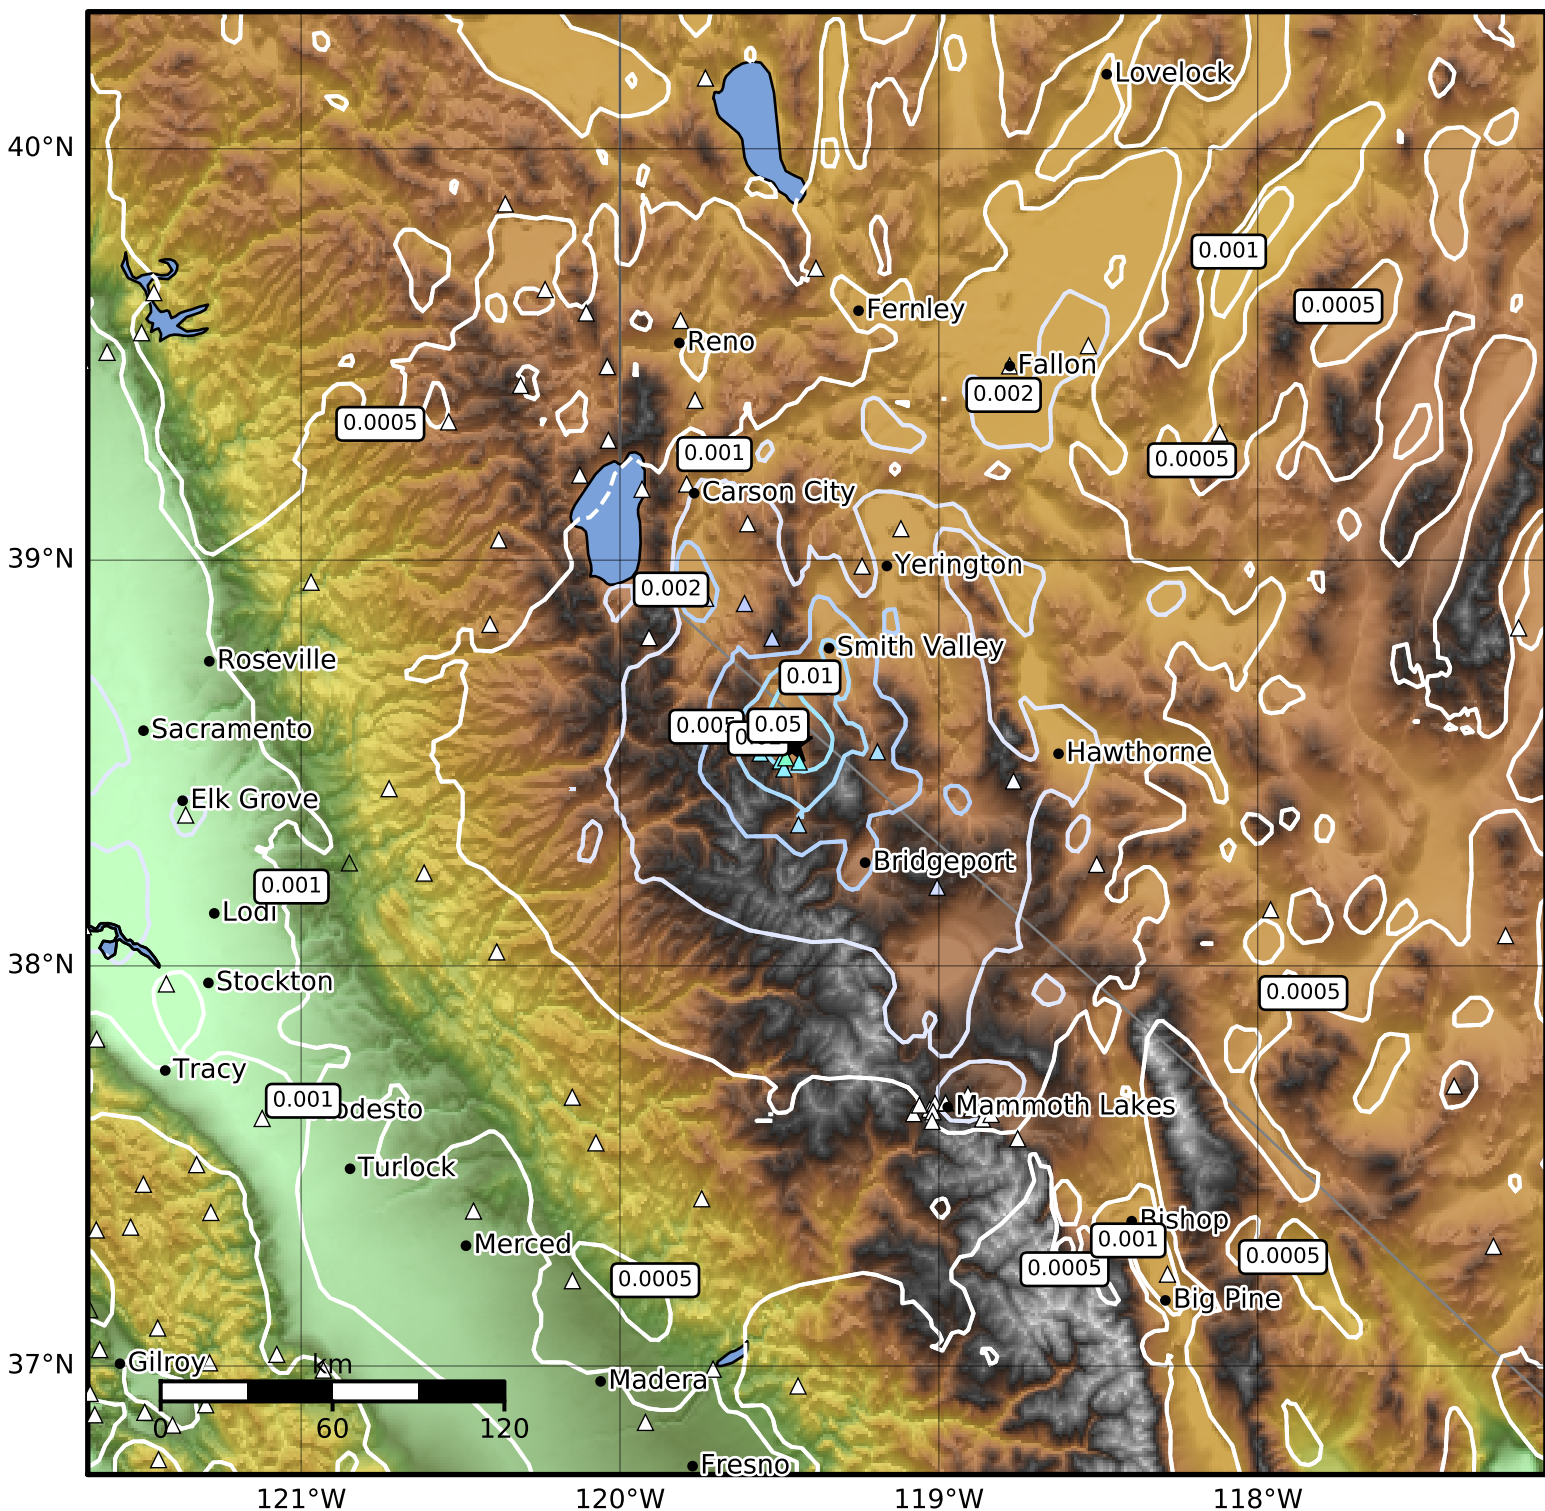 Lovelock
40°N
0.001
0.0005
Fernley
Reno
Fallon
0.002
0.0005
0.001
0.0005
Carson City
39°N
Yerington
0.002
Smith Valley
Roseville
0.01
0.005
0.05
Sacramento
Hawthorne
Elk Grove
Bridgeport
0.001
Lodi
38°N
Stockton
0.0005
Tracy
0.001
odesto
Mammoth Lakes
Turlock
Bishop
Merced
0.001
0.0005
0.0005
0.0005
Big Pine
Gilroy
km
37°N
Madera
0
60
120
Fresno
121°W
120°W
119°W
118°W